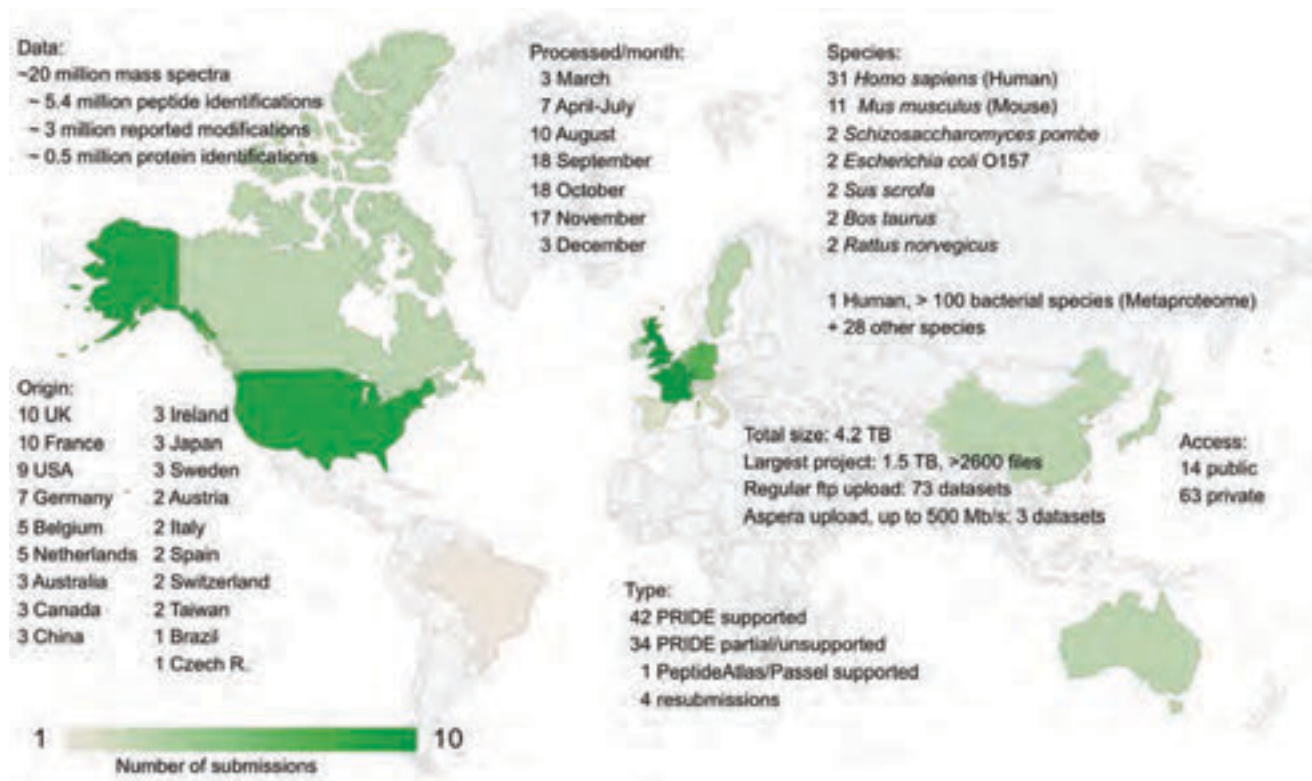 Data:
~20 million mass spectra
~ 5.4 million peptide identifications
~ 3 million reported modifications
~ 0.5 million protein identifications
Processed/month:
3 March
7 April-July
10 August
18 September
18 October
17 November
3 December
Species:
31 Homo sapiens (Human)
11 Mus musculus (Mouse)
2 Schizosaccharomyces pombe
2 Escherichia coli O157
2 Sus scrofa
2 Bos taurus
2 Rattus norvegicus
1 Human, > 100 bacterial species (Metaproteome)
+ 28 other species
Origin:
10 UK
10 France
9 USA
7 Germany
5 Belgium
5 Netherlands
3 Australia
3 Canada
3 China
3 Ireland
3 Japan
3 Sweden
2 Austria
2 Italy
2 Spain
2 Switzerland
2 Taiwan
1 Brazil
1 Czech R.
Total size: 4.2 TB
Largest project: 1.5 TB, >2600 files
Regular ftp upload: 73 datasets
Aspera upload, up to 500 Mb/s: 3 datasets
Access:
14 public
63 private
Type:
42 PRIDE supported
34 PRIDE partial/unsupported
1 PeptideAtlas/Passel supported
4 resubmissions
1 10
Number of submissions